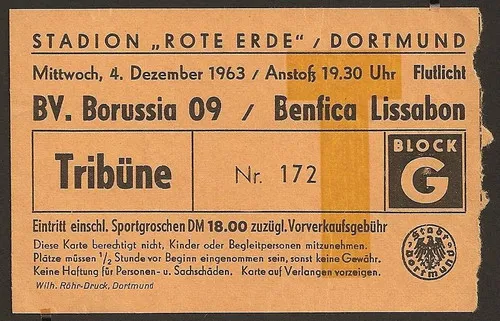 STADION „ROTE ERDE“ / DORTMUND
Mittwoch, 4. Dezember 1963 / Anstoß 19.30 Uhr Flutlicht
BV. Borussia 09 / Benfica Lissabon
Tribüne Nr. 172 BLOCK G
Eintritt einschl. Sportgroschen DM 18.00 zuzügl. Vorverkaufsgebühr
Diese Karte berechtigt nicht, Kinder oder Begleitpersonen mitzunehmen.
Plätze müssen ½ Stunde vor Beginn eingenommen sein, sonst keine Gewähr.
Keine Haftung für Personen- u. Sachschäden. Karte auf Verlangen vorzeigen.
Wilh. Röhr-Druck, Dortmund
Stadt Dortmund